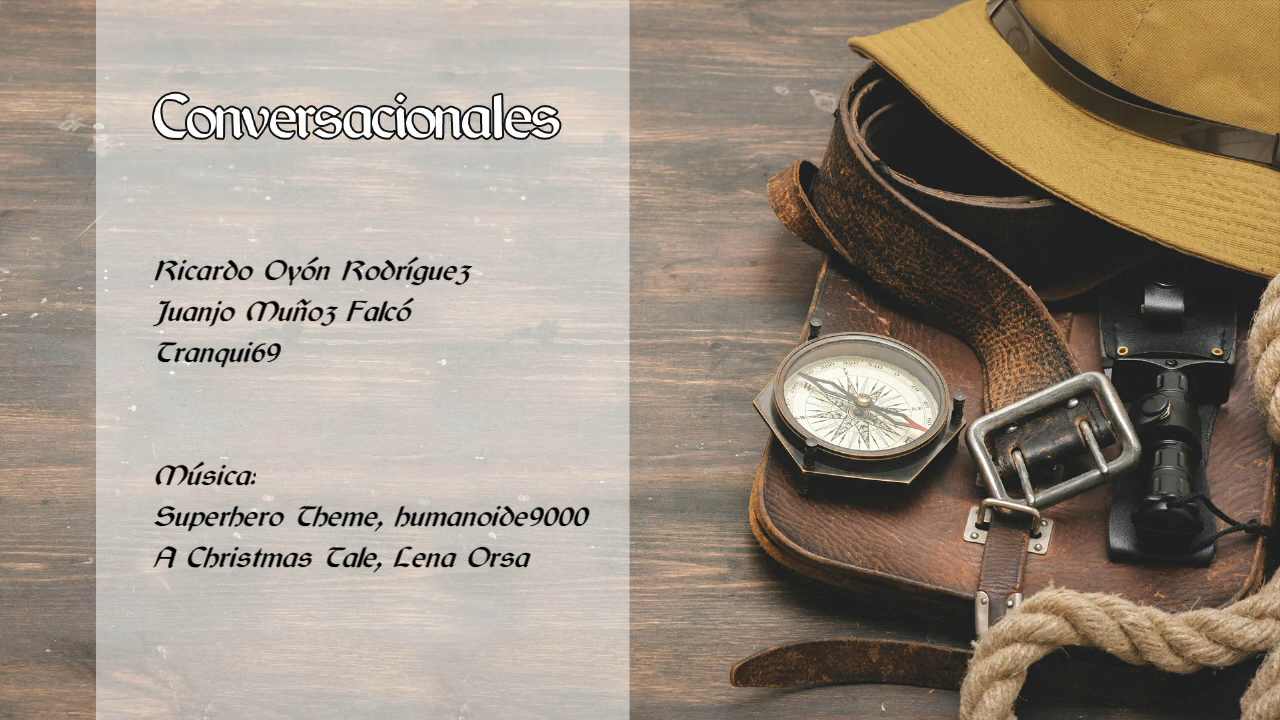 Conversacionales
Ricardo Oyón Rodríguez
Juanjo Muñoz Falcó
Tranqui69
Música:
Superhero Theme, humanoide9000
A Christmas Tale, Lena Orsa